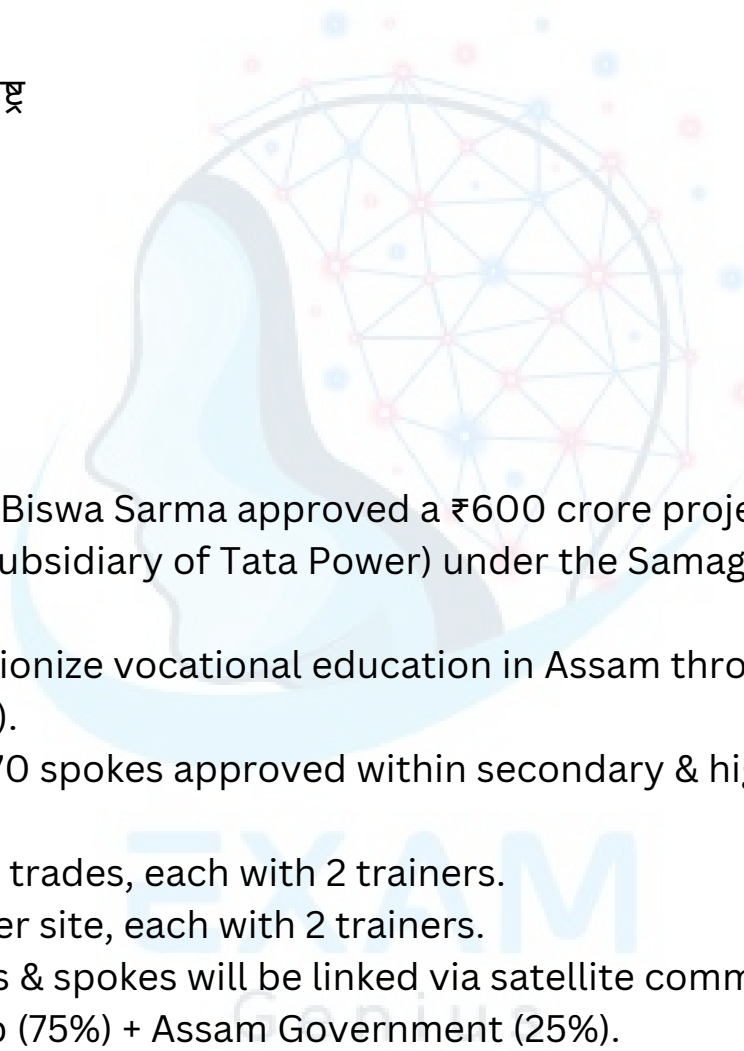 ष्ट्र
Biswa Sarma approved a ₹600 crore proje
ubsidiary of Tata Power) under the Samag
ionize vocational education in Assam thro
).
70 spokes approved within secondary & hig
trades, each with 2 trainers.
er site, each with 2 trainers.
s & spokes will be linked via satellite comm
p (75%) + Assam Government (25%).
EXAM
Genius